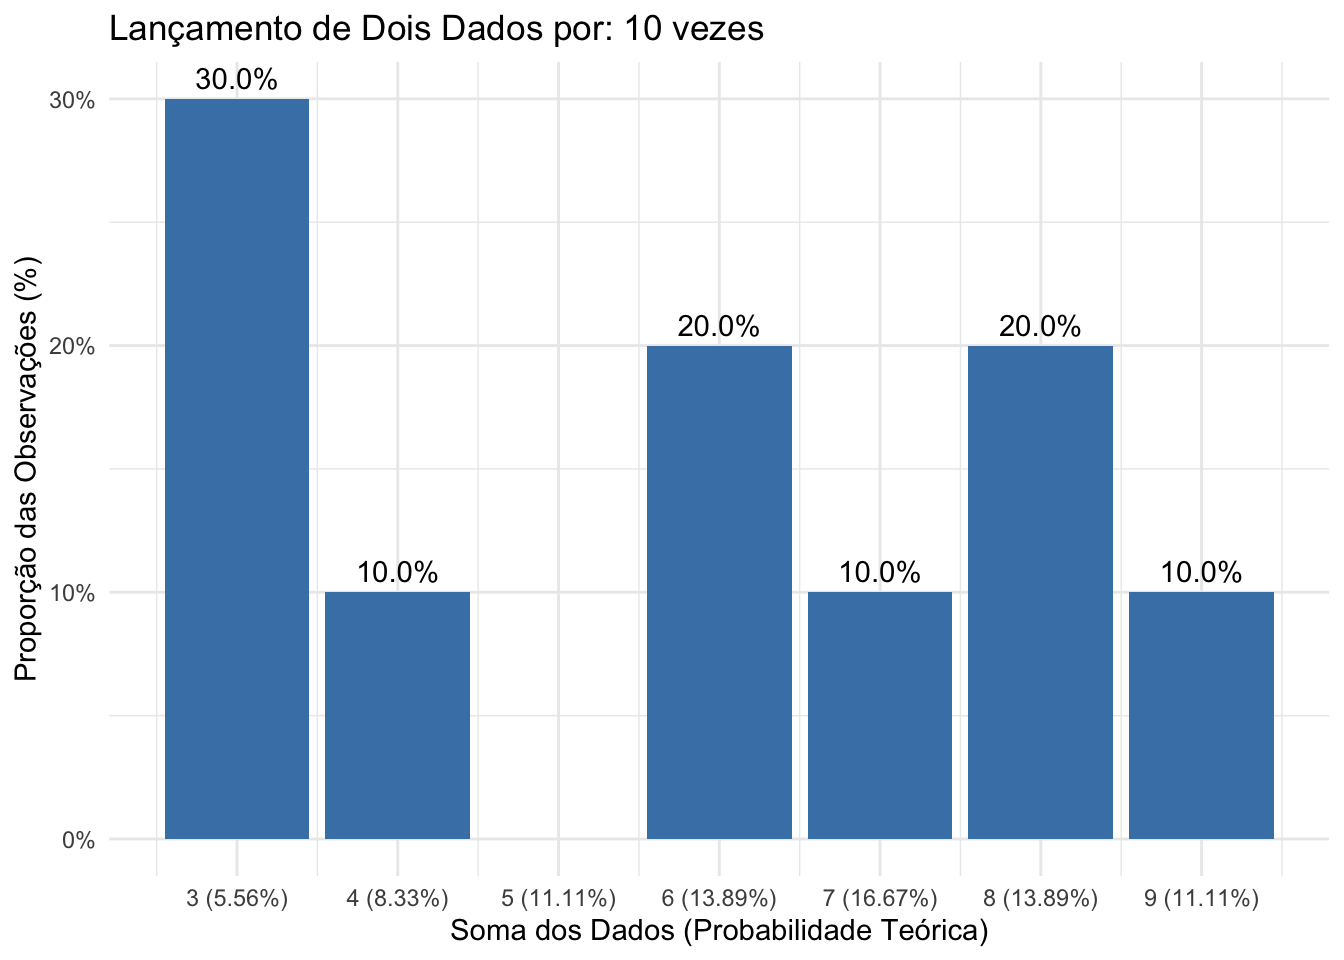 Lançamento de Dois Dados por: 10 vezes
30.0%
30%
20.0%
20.0%
20%
10.0%
10.0%
10.0%
10%
0%
Proporção das Observações (%)
3 (5.56%) 4 (8.33%) 5 (11.11%) 6 (13.89%) 7 (16.67%) 8 (13.89%) 9 (11.11%)
Soma dos Dados (Probabilidade Teórica)